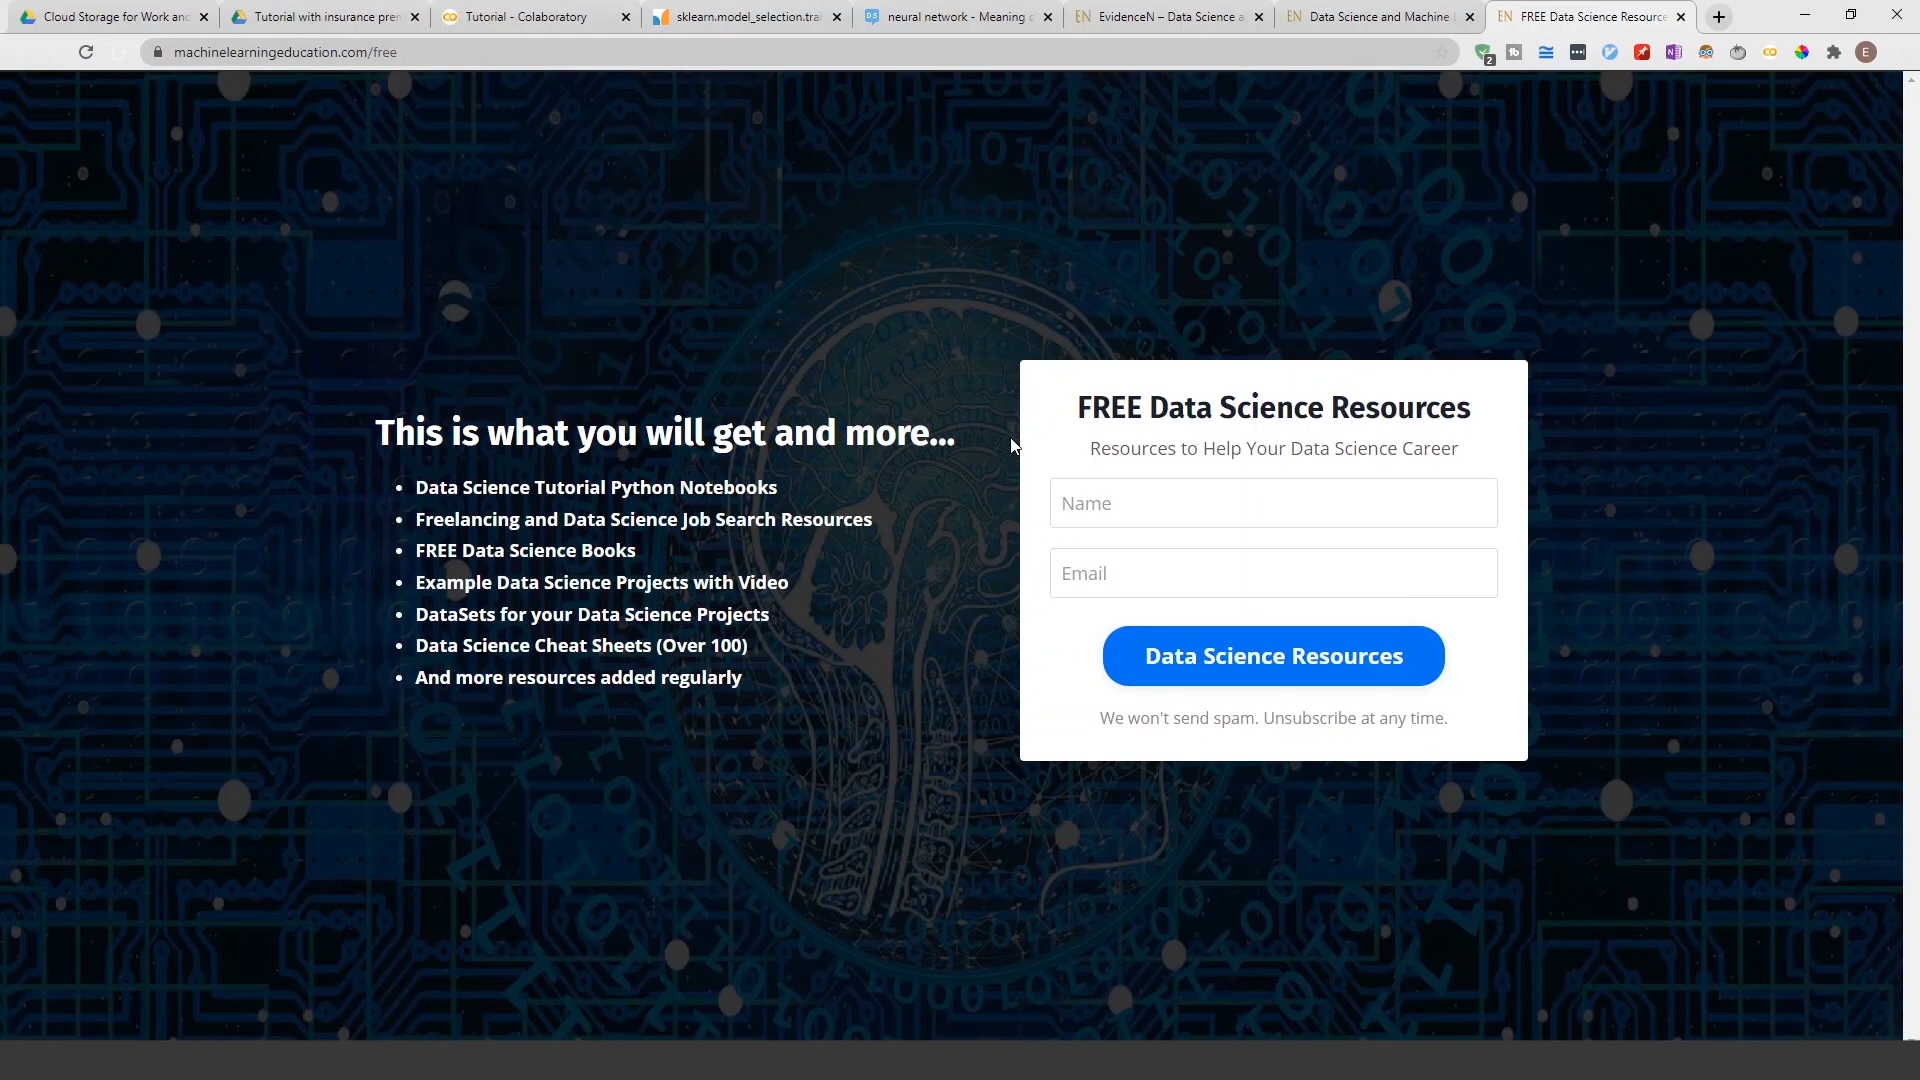 Cloud Storage for Work and
Tutorial with insurance prem
Tutorial - Colaboratory
sklearn.model_selection.trai
neural network - Meaning o
EvidenceN – Data Science a
Data Science and Machine L
FREE Data Science Resource
machinelearningeducation.com/free
2
E
This is what you will get and more...
• Data Science Tutorial Python Notebooks
• Freelancing and Data Science Job Search Resources
• FREE Data Science Books
• Example Data Science Projects with Video
• DataSets for your Data Science Projects
• Data Science Cheat Sheets (Over 100)
• And more resources added regularly
FREE Data Science Resources
Resources to Help Your Data Science Career
Name
Email
Data Science Resources
We won't send spam. Unsubscribe at any time.